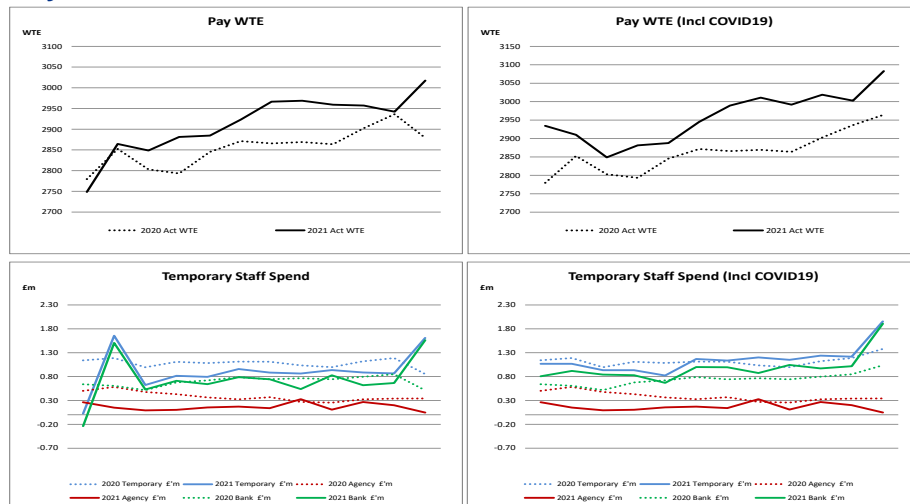 Pay WTE
WTE
3100
3050
3000
2950
2900
2850
2800
2750
2700
2020 Act WTE 2021 Act WTE
Pay WTE (Incl COVID19)
WTE
3150
3100
3050
3000
2950
2900
2850
2800
2750
2700
2020 Act WTE 2021 Act WTE
Temporary Staff Spend
£m
2.30
1.80
1.30
0.80
0.30
-0.20
-0.70
2020 Temporary £'m 2021 Temporary £'m 2020 Agency £'m
2021 Agency £'m 2020 Bank £'m 2021 Bank £'m
Temporary Staff Spend (Incl COVID19)
£m
2.30
1.80
1.30
0.80
0.30
-0.20
-0.70
2020 Temporary £'m 2021 Temporary £'m 2020 Agency £'m
2021 Agency £'m 2020 Bank £'m 2021 Bank £'m